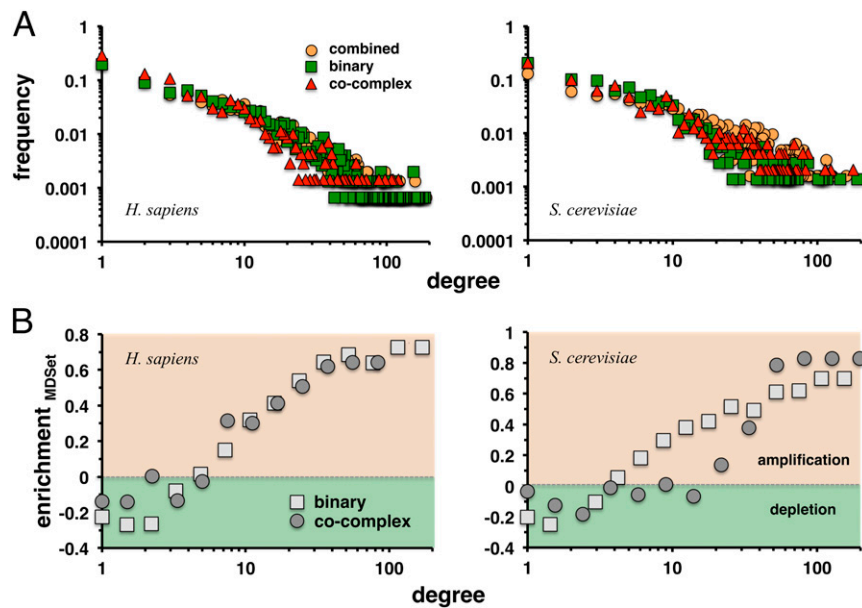 A
frequency
1
0.1
0.01
0.001
0.0001
combined
binary
co-complex
H. sapiens
1 10 100
1
0.1
0.01
0.001
0.0001
S. cerevisiae
1 10 100
degree
B
enrichment MDSet
0.8
0.6
0.4
0.2
0
-0.2
-0.4
H. sapiens
binary
co-complex
1 10 100
1
0.8
0.6
0.4
0.2
0
-0.2
-0.4
S. cerevisiae
amplification
depletion
1 10 100
degree